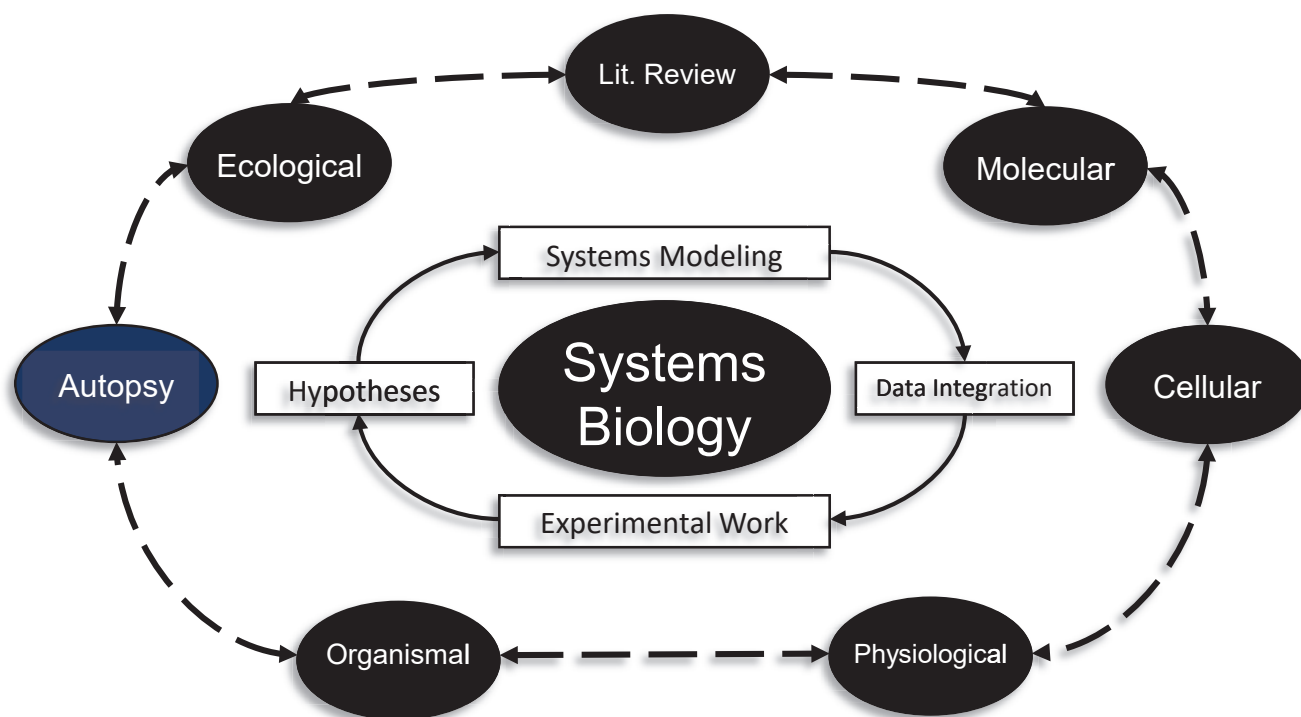 Lit. Review
Ecological
Molecular
Systems Modeling
Autopsy
Hypotheses
Systems
Biology
Data Integration
Cellular
Experimental Work
Organismal
Physiological